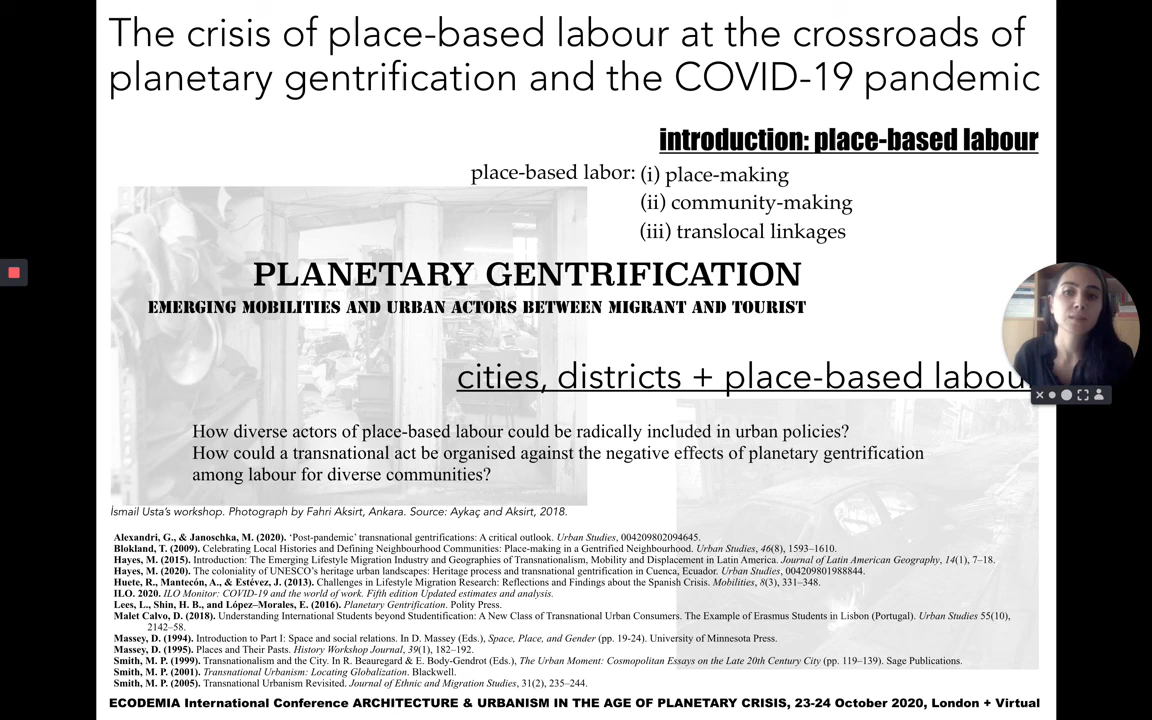 The crisis of place-based labour at the crossroads of
planetary gentrification and the COVID-19 pandemic
introduction: place-based labour
place-based labor: (i) place-making
(ii) community-making
(iii) translocal linkages
PLANETARY GENTRIFICATION
EMERGING MOBILITIES AND URBAN ACTORS BETWEEN MIGRANT AND TOURIST
cities, districts + place-based labou
How diverse actors of place-based labour could be radically included in urban policies?
How could a transnational act be organised against the negative effects of planetary gentrification
among labour for diverse communities?
İsmail Usta's workshop. Photograph by Fahri Aksirt, Ankara. Source: Aykaç and Aksirt, 2018.
Alexandri, G., & Janoschka, M. (2020). ‘Post-pandemic’ transnational gentrifications: A critical outlook. Urban Studies, 004209802094645.
Blokland, T. (2009). Celebrating Local Histories and Defining Neighbourhood Communities: Place-making in a Gentrified Neighbourhood. Urban Studies, 46(8), 1593–1610.
Hayes, M. (2015). Introduction: The Emerging Lifestyle Migration Industry and Geographies of Transnationalism, Mobility and Displacement in Latin America. Journal of Latin American Geography, 14(1), 7–18.
Hayes, M. (2020). The coloniality of UNESCO’s heritage urban landscapes: Heritage process and transnational gentrification in Cuenca, Ecuador. Urban Studies, 004209801988844.
Huete, R., Mantecón, A., & Estévez, J. (2013). Challenges in Lifestyle Migration Research: Reflections and Findings about the Spanish Crisis. Mobilities, 8(3), 331–348.
ILO. 2020. ILO Monitor: COVID-19 and the world of work. Fifth edition Updated estimates and analysis.
Lees, L., Shin, H. B., and López–Morales, E. (2016). Planetary Gentrification. Polity Press.
Malet Calvo, D. (2018). Understanding International Students beyond Studentification: A New Class of Transnational Urban Consumers. The Example of Erasmus Students in Lisbon (Portugal). Urban Studies 55(10),
2142–58.
Massey, D. (1994). Introduction to Part I: Space and social relations. In D. Massey (Eds.), Space, Place, and Gender (pp. 19-24). University of Minnesota Press.
Massey, D. (1995). Places and Their Pasts. History Workshop Journal, 39(1), 182–192.
Smith, M. P. (1999). Transnationalism and the City. In R. Beauregard & E. Body-Gendrot (Eds.), The Urban Moment: Cosmopolitan Essays on the Late 20th Century City (pp. 119–139). Sage Publications.
Smith, M. P. (2001). Transnational Urbanism: Locating Globalization. Blackwell.
Smith, M. P. (2005). Transnational Urbanism Revisited. Journal of Ethnic and Migration Studies, 31(2), 235–244.
ECODEMIA International Conference ARCHITECTURE & URBANISM IN THE AGE OF PLANETARY CRISIS, 23-24 October 2020, London + Virtual